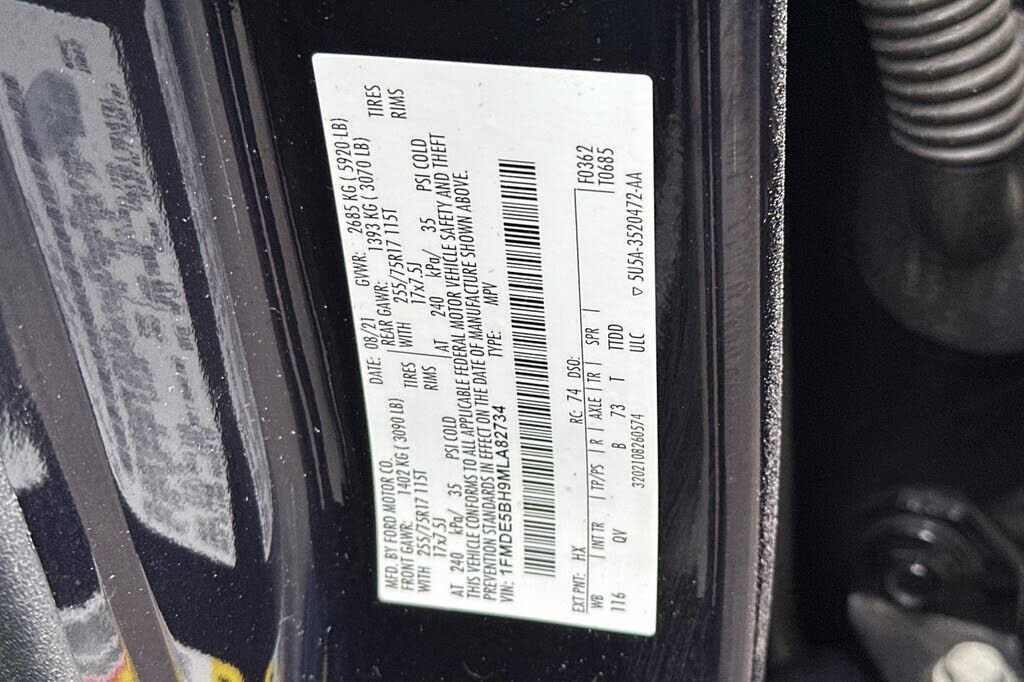 MFD. BY FORD MOTOR CO.
DATE: 08/21 GVWR: 2685 KG ( 5920 LB)
FRONT GAWR: 1402 KG ( 3090 LB) REAR GAWR: 1393 KG ( 3070 LB)
WITH 255/75R17 115T TIRES WITH 255/75R17 115T TIRES
17x7.5J RIMS 17x7.5J RIMS
AT 240 kPa/ 35 PSI COLD AT 240 kPa/ 35 PSI COLD
THIS VEHICLE CONFORMS TO ALL APPLICABLE FEDERAL MOTOR VEHICLE SAFETY AND THEFT
PREVENTION STANDARDS IN EFFECT ON THE DATE OF MANUFACTURE SHOWN ABOVE.
VIN: 1FMDE5BH9MLA82734 TYPE: MPV
EXT PNT: HX RC: 74 DSO: F0362
WB INT TR TP/PS R AXLE TR SPR T0685
116 QV B 73 T TIDD
3202108260574 ULC
▽ 5U5A-3520472-AA